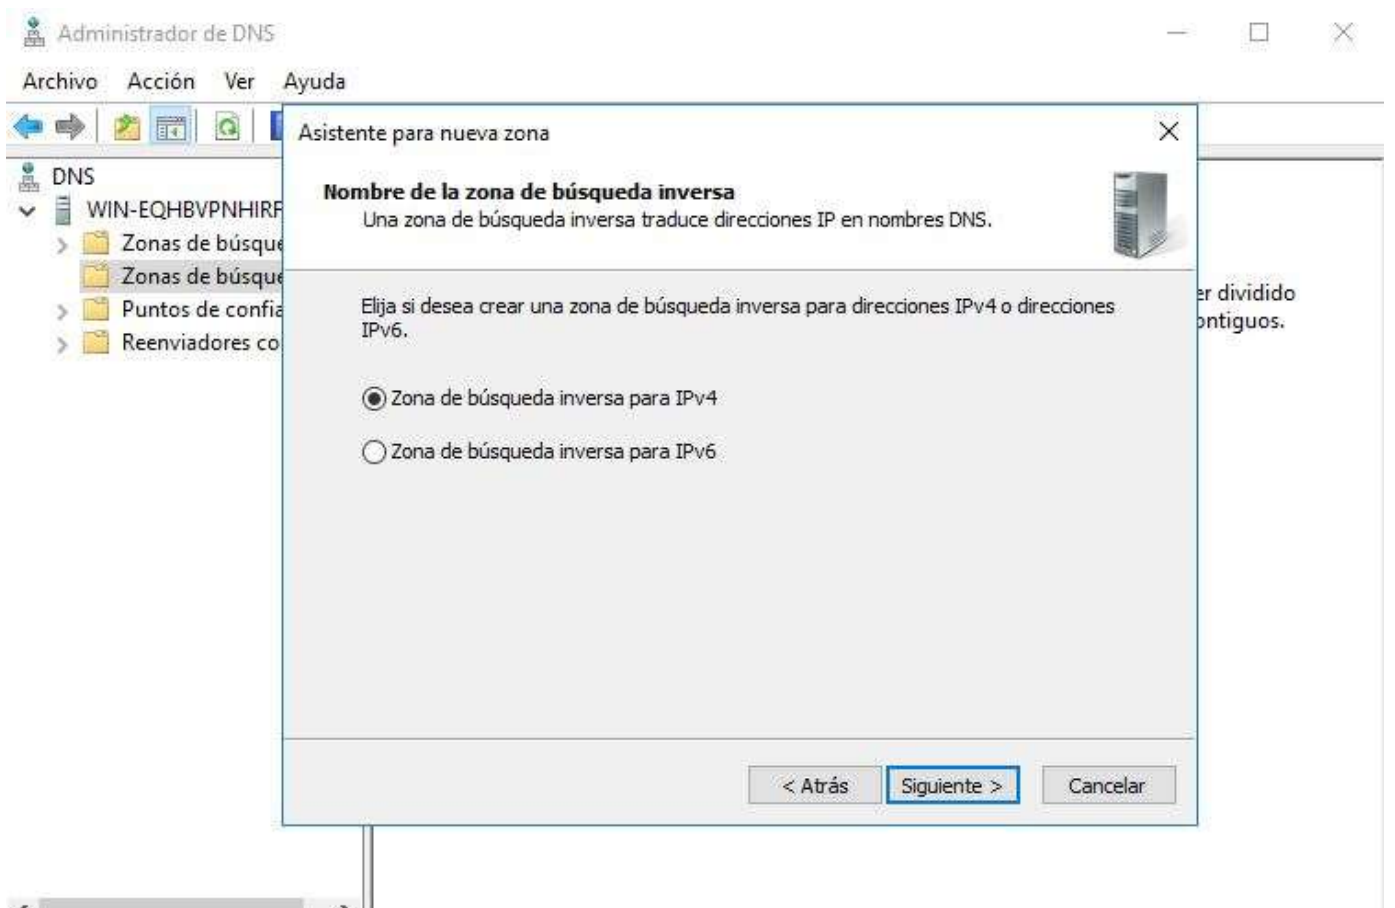 Administrador de DNS
Archivo Acción Ver Ayuda
Asistente para nueva zona
DNS
WIN-EQHBVPNHIRF
Zonas de búsque
Zonas de búsque
Puntos de confia
Reenviadores co
Nombre de la zona de búsqueda inversa
Una zona de búsqueda inversa traduce direcciones IP en nombres DNS.
Elija si desea crear una zona de búsqueda inversa para direcciones IPv4 o direcciones
IPv6.
Zona de búsqueda inversa para IPv4
Zona de búsqueda inversa para IPv6
< Atrás
Siguiente >
Cancelar
er dividido
ontiguos.